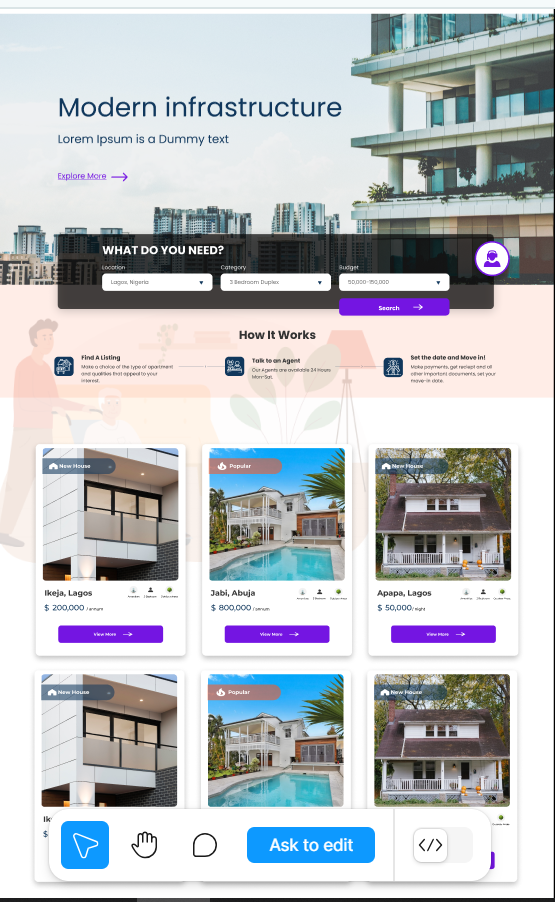 Modern infrastructure
Lorem Ipsum is a Dummy text
Explore More
WHAT DO YOU NEED?
Location Category Budget
Lagos, Nigeria 3 Bedroom Duplex 50,000-150,000
Search
How It Works
Find A Listing
Make a choice of the type of apartment
and qualities that appeal to your
interest.
Talk to an Agent
Our Agents are available 24 Hours
Mon-Sat.
Set the date and Move in!
Make payments, get reciept and all
other important documents, set your
move-in date.
New House
Popular
New House
Ikeja, Lagos
$ 200,000 / annum
View More
Jabi, Abuja
$ 800,000 / annum
View More
Apapa, Lagos
$ 50,000/ night
View More
New House
Popular
New House
Ik
$
Ask to edit